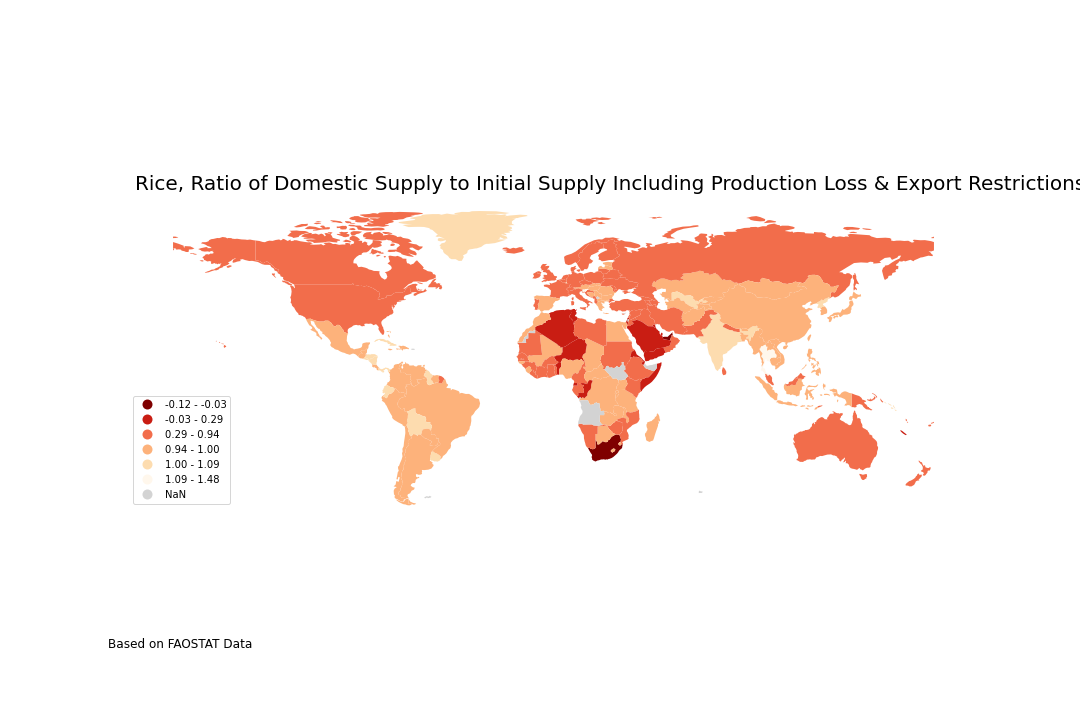 Rice, Ratio of Domestic Supply to Initial Supply Including Production Loss & Export Restrictions
-0.12 - -0.03
-0.03 - 0.29
0.29 - 0.94
0.94 - 1.00
1.00 - 1.09
1.09 - 1.48
NaN
Based on FAOSTAT Data